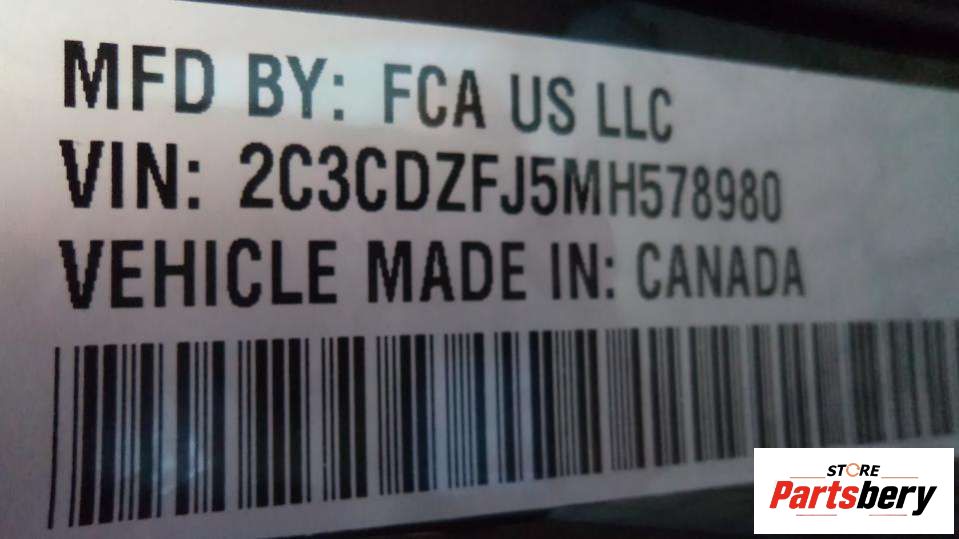 MFD BY: FCA US LLC
VIN: 2C3CDZFJ5MH578980
VEHICLE MADE IN: CANADA
STORE
Partsbery